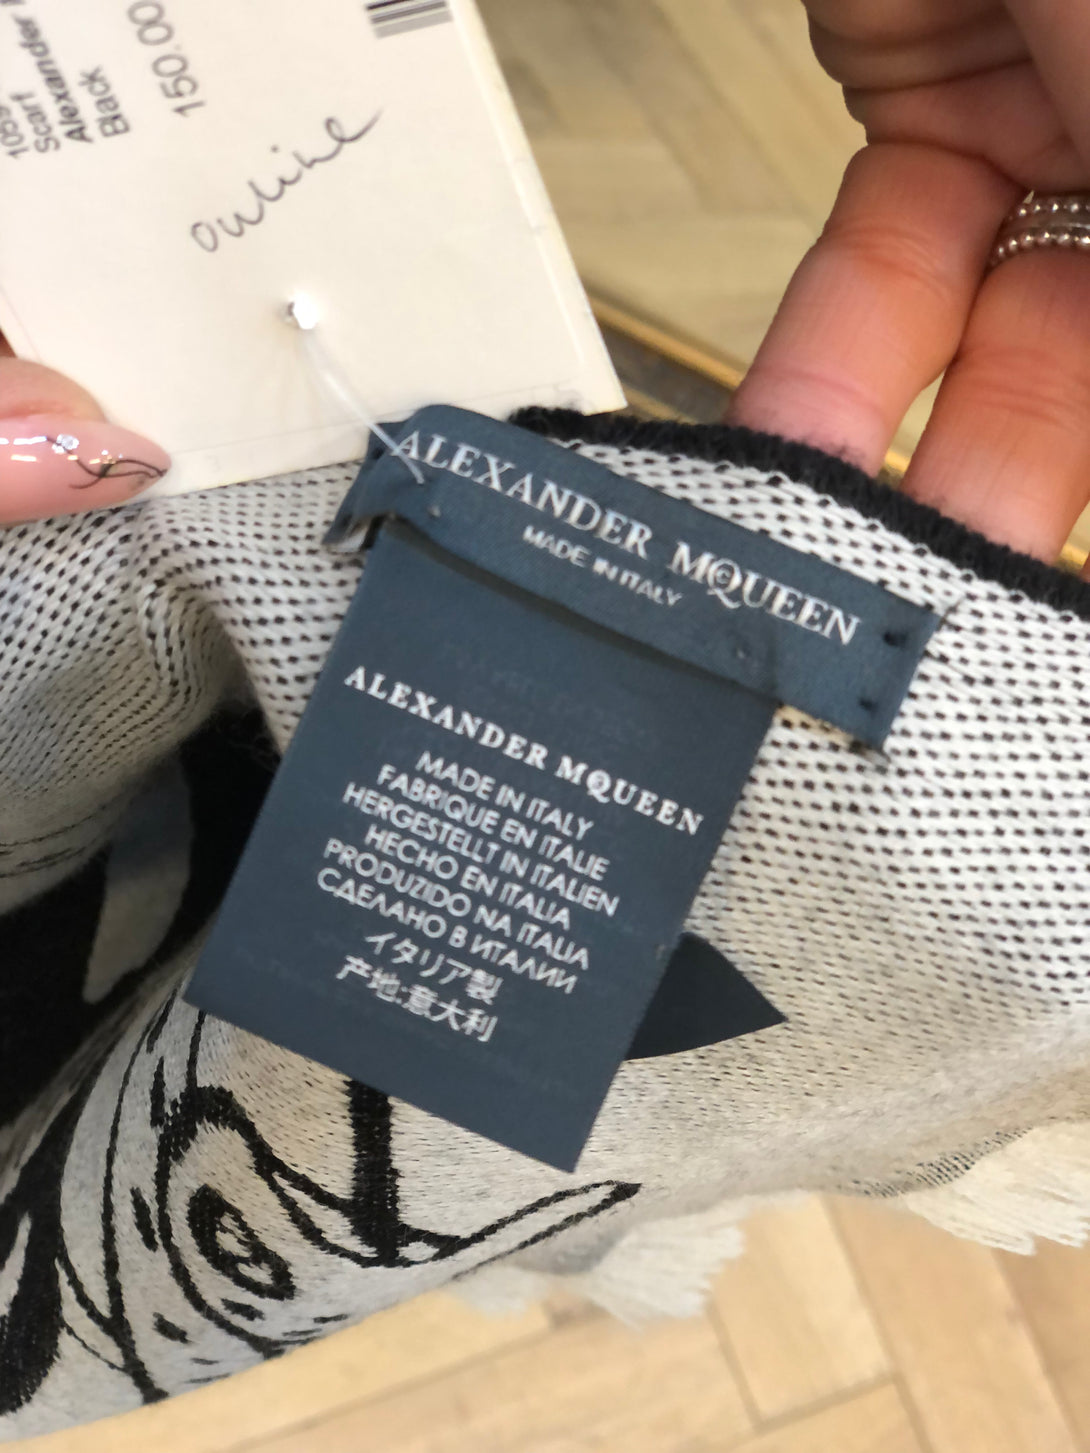 Scarf
Alexander
Black
150.00
online
ALEXANDER MCQUEEN
MADE IN ITALY
ALEXANDER MCQUEEN
MADE IN ITALY
FABRIQUE EN ITALIE
HERGESTELLT IN ITALIEN
HECHO EN ITALIA
PRODUZIDO NA ITALIA
СДЕЛАНО В ИТАЛИИ
イタリア製
产地:意大利